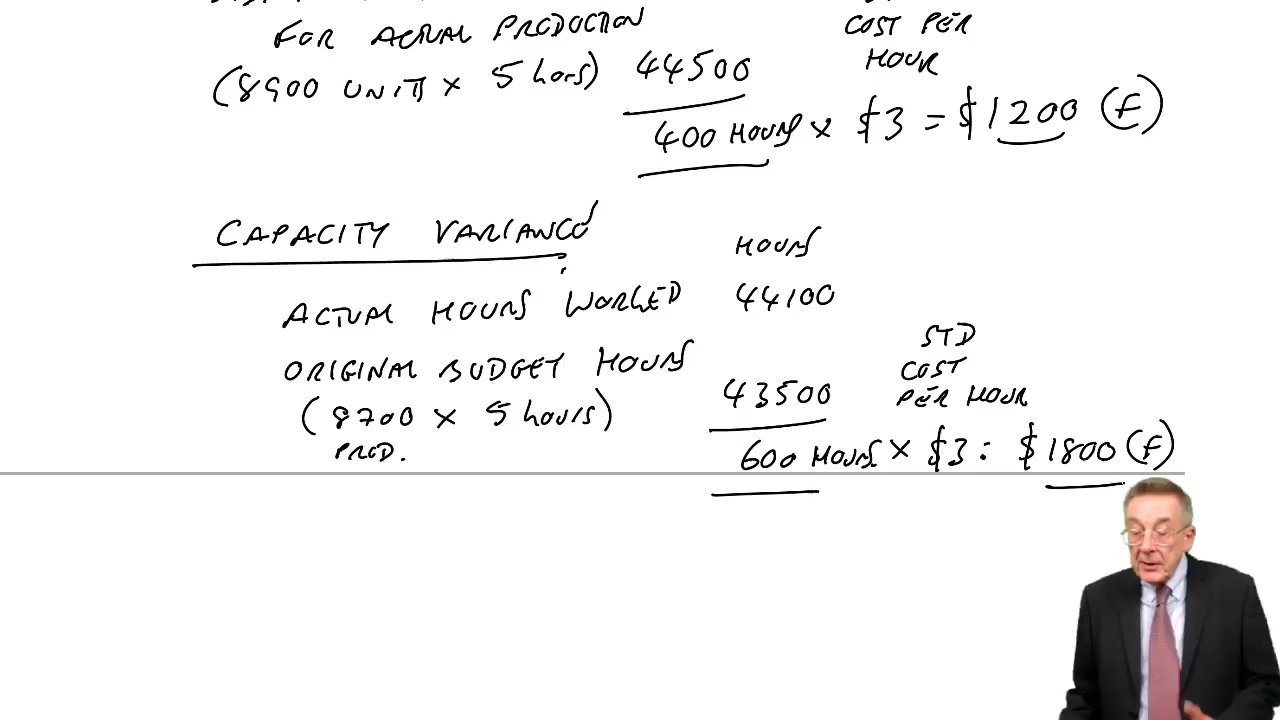 FOR ACTUAL PRODUCTION
COST PER
HOUR
(8900 UNITS × 5 hours) 44500
400 HOURS × $3 = $1200 (f)
CAPACITY VARIANCE
HOURS
ACTUAL HOURS WORKED 44100
ORIGINAL BUDGET HOURS
STD
COST
PER HOUR
(8700 × 5 hours) 43500
PROD.
600 HOURS × $3 = $1800 (f)